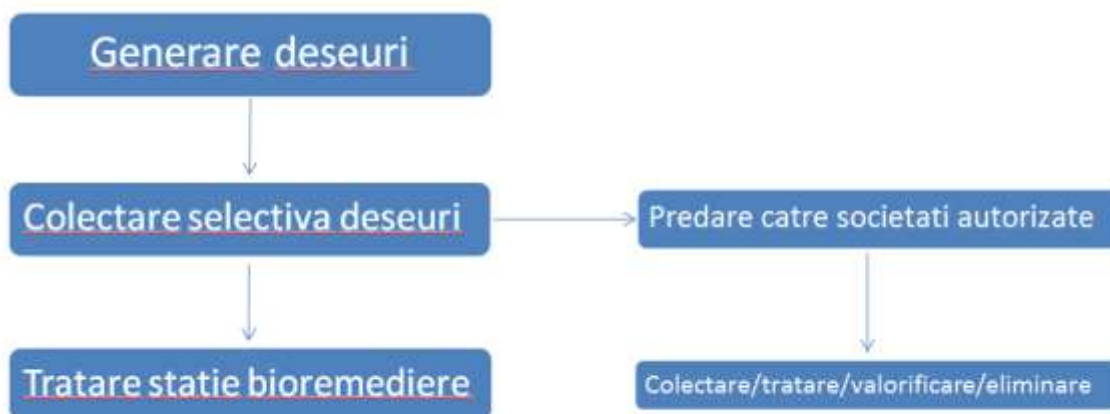 Generare deseuri
Colectare selectiva deseuri
Predare catre societati autorizate
Tratare statie bioremediere
Colectare/tratare/valorificare/eliminare